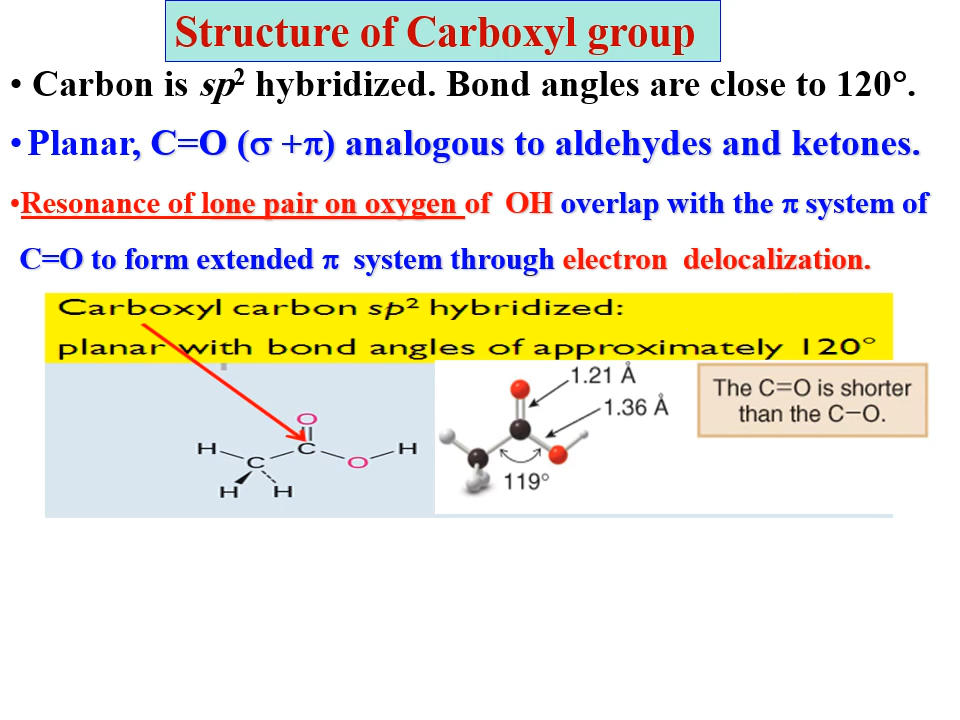 Structure of Carboxyl group
• Carbon is sp² hybridized. Bond angles are close to 120°.
• Planar, C=O (σ +π) analogous to aldehydes and ketones.
•Resonance of lone pair on oxygen of OH overlap with the π system of
C=O to form extended π system through electron delocalization.
Carboxyl carbon sp² hybridized:
planar with bond angles of approximately 120°
O
H C O H
C
H H
1.21 Å
1.36 Å
119°
The C=O is shorter
than the C–O.